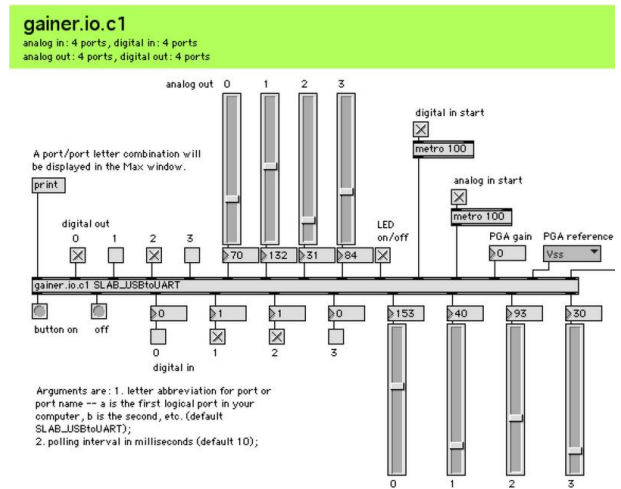 gainer.io.c1
analog in: 4 ports, digital in: 4 ports
analog out: 4 ports, digital out: 4 ports
analog out 0 1 2 3
digital in start
metro 100
A port/port letter combination will
be displayed in the Max window.
print
analog in start
metro 100
digital out
0 1 2 3
LED
on/off
PGA gain PGA reference
70 132 31 84 0 Vss
gainer.io.c1 SLAB_USBtoUART
0 1 1 0 153 40 93 30
button on off
0 1 2 3
digital in
Arguments are: 1. letter abbreviation for port or
port name -- a is the first logical port in your
computer, b is the second, etc. (default
SLAB_USBtoUART);
2. polling interval in milliseconds (default 10);
0 1 2 3